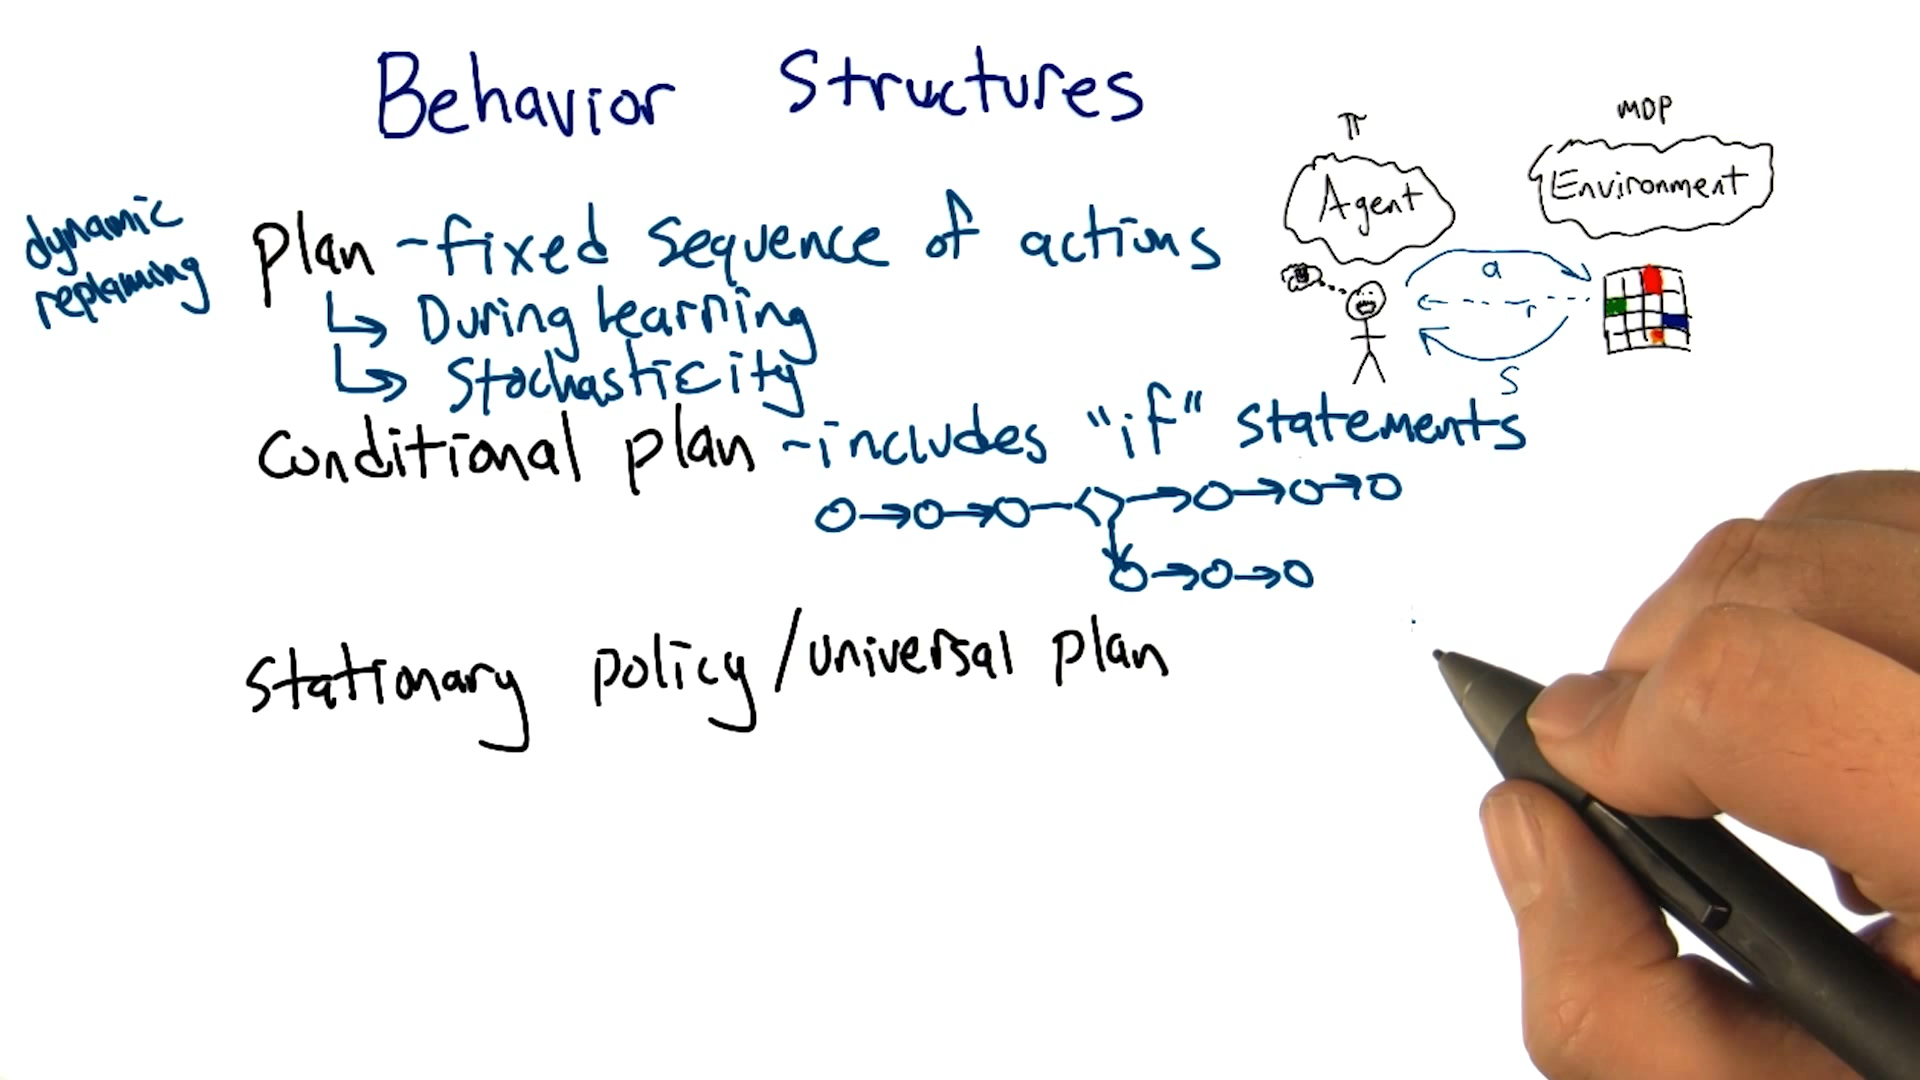 Behavior Structures
dynamic
replanning
plan - fixed sequence of actions
During learning
Stochasticity
conditional plan - includes "if" statements
stationary policy/universal plan
π
Agent
MDP
Environment
a
r
S